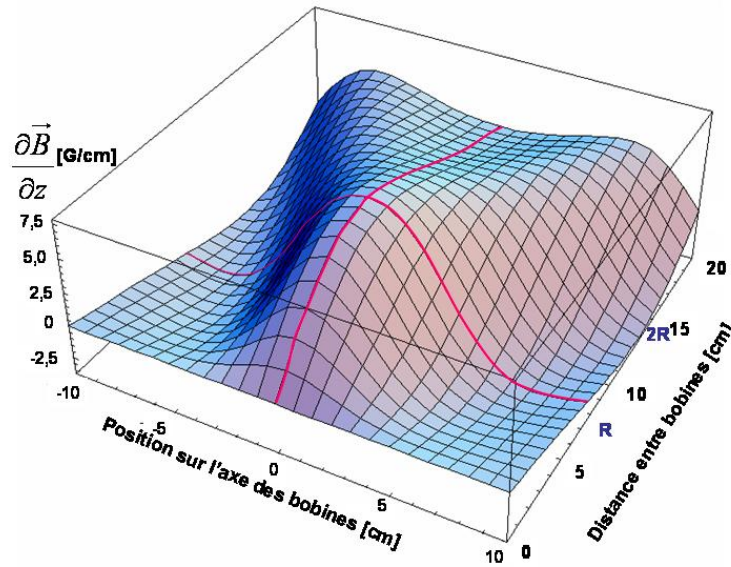 ∂B⃗
∂z
[G/cm]
7,5
5,0
2,5
0
-2,5
-10
-5
0
5
10
Position sur l'axe des bobines [cm]
0
5
10
15
20
R
2R
Distance entre bobines [cm]